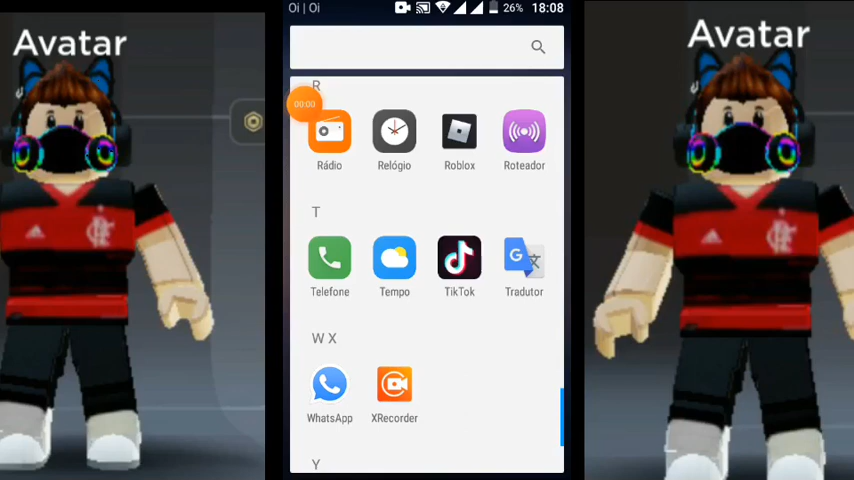 Avatar
Oi | Oi
26% 18:08
Avatar
R
00:00
Rádio Relógio Roblox Roteador
T
G
Telefone Tempo TikTok Tradutor
W X
WhatsApp XRecorder
Y